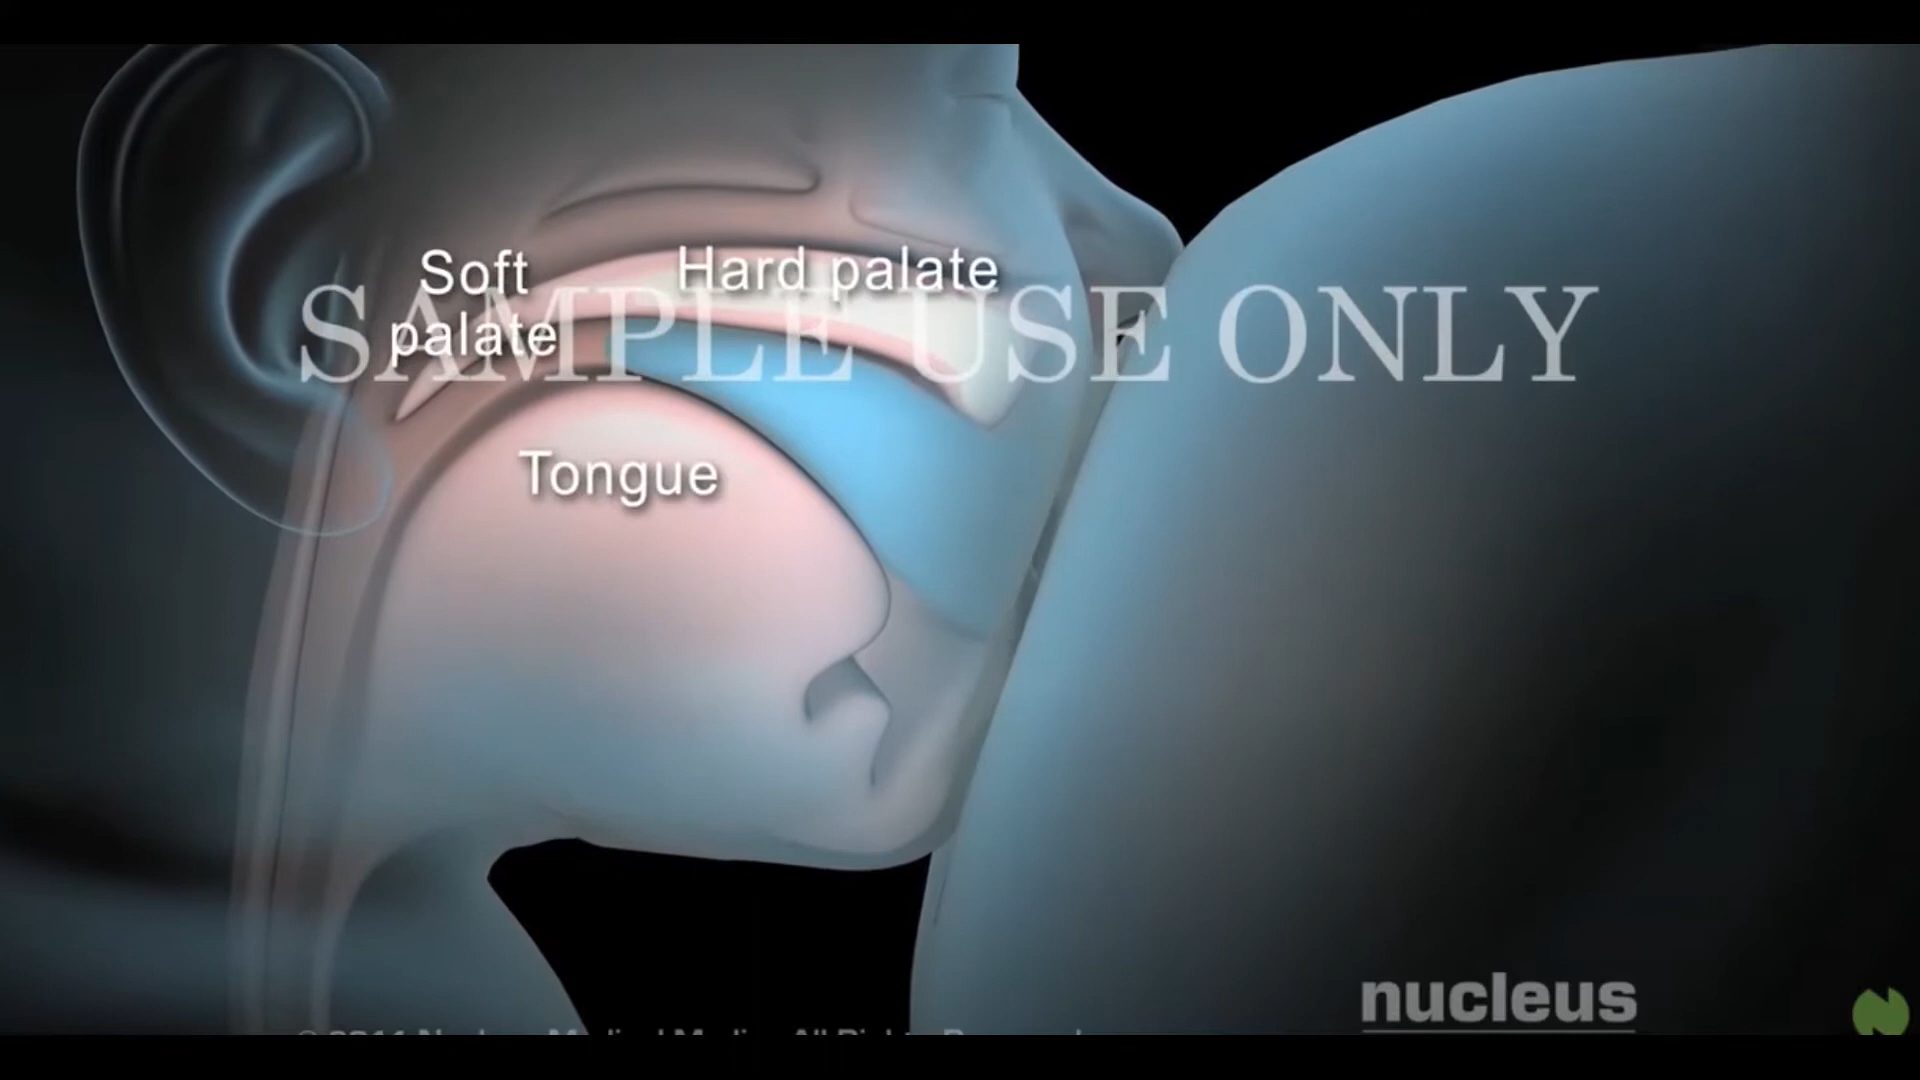 Soft
palate
Hard palate
SAMPLE USE ONLY
Tongue
nucleus